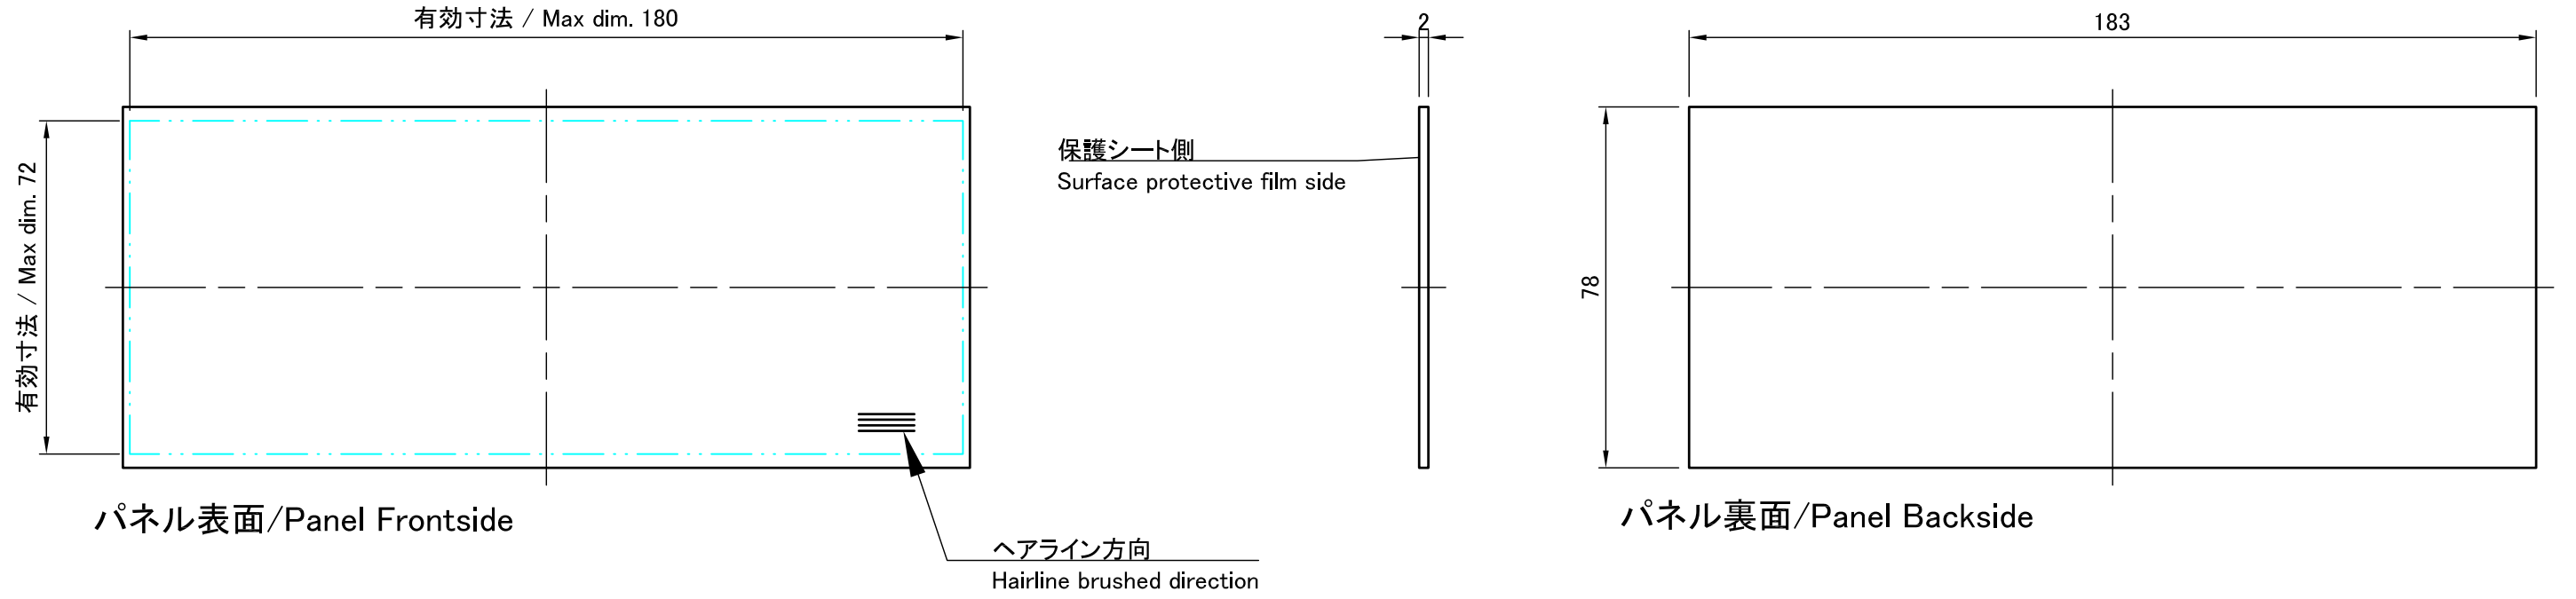 有効寸法 / Max dim. 180
2
183
有効寸法 / Max dim. 72
保護シート側
Surface protective film side
78
パネル表面/Panel Frontside
パネル裏面/Panel Backside
ヘアライン方向
Hairline brushed direction